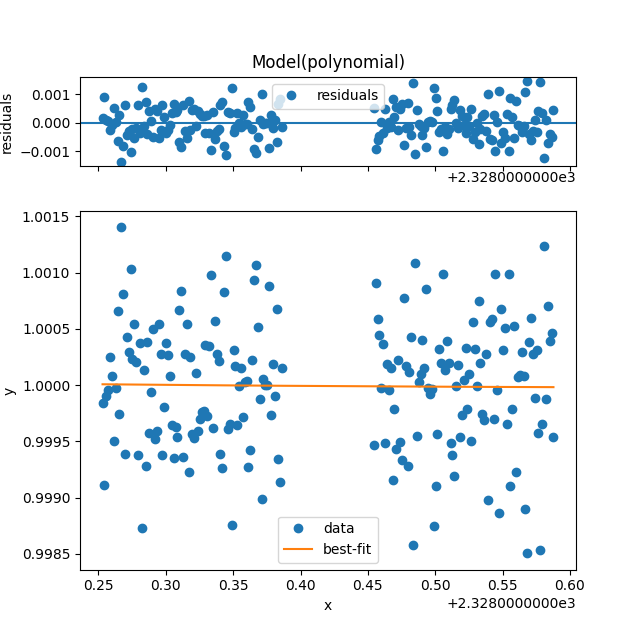 Model(polynomial)
residuals
0.001
0.000
−0.001
residuals
+2.3280000000e3
y
1.0015
1.0010
1.0005
1.0000
0.9995
0.9990
0.9985
data
best-fit
0.25 0.30 0.35 0.40 0.45 0.50 0.55 0.60
x
+2.3280000000e3